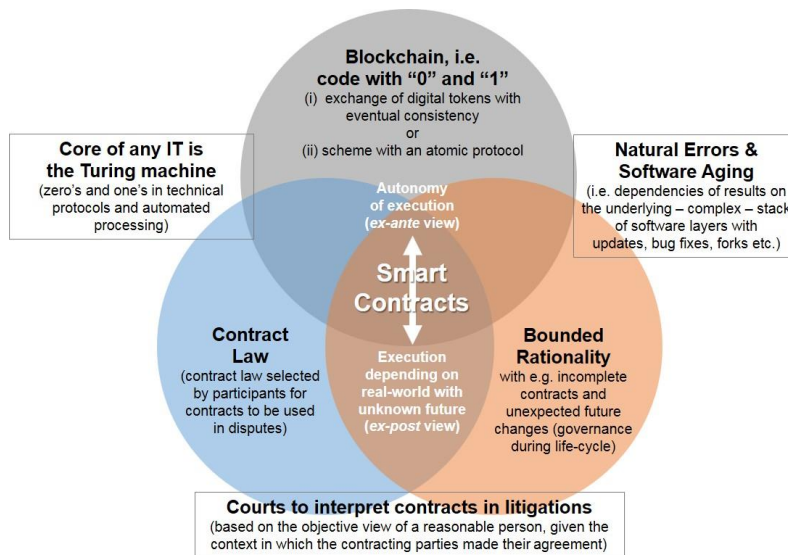 Blockchain, i.e.
code with “0” and “1”
(i) exchange of digital tokens with
eventual consistency
or
(ii) scheme with an atomic protocol
Core of any IT is
the Turing machine
(zero's and one's in technical
protocols and automated
processing)
Natural Errors &
Software Aging
(i.e. dependencies of results on
the underlying – complex – stack
of software layers with
updates, bug fixes, forks etc.)
Autonomy
of execution
(ex-ante view)
Smart
Contracts
Execution
depending on
real-world with
unknown future
(ex-post view)
Contract
Law
(contract law selected
by participants for
contracts to be used
in disputes)
Bounded
Rationality
with e.g. incomplete
contracts and
unexpected future
changes (governance
during life-cycle)
Courts to interpret contracts in litigations
(based on the objective view of a reasonable person, given the
context in which the contracting parties made their agreement)